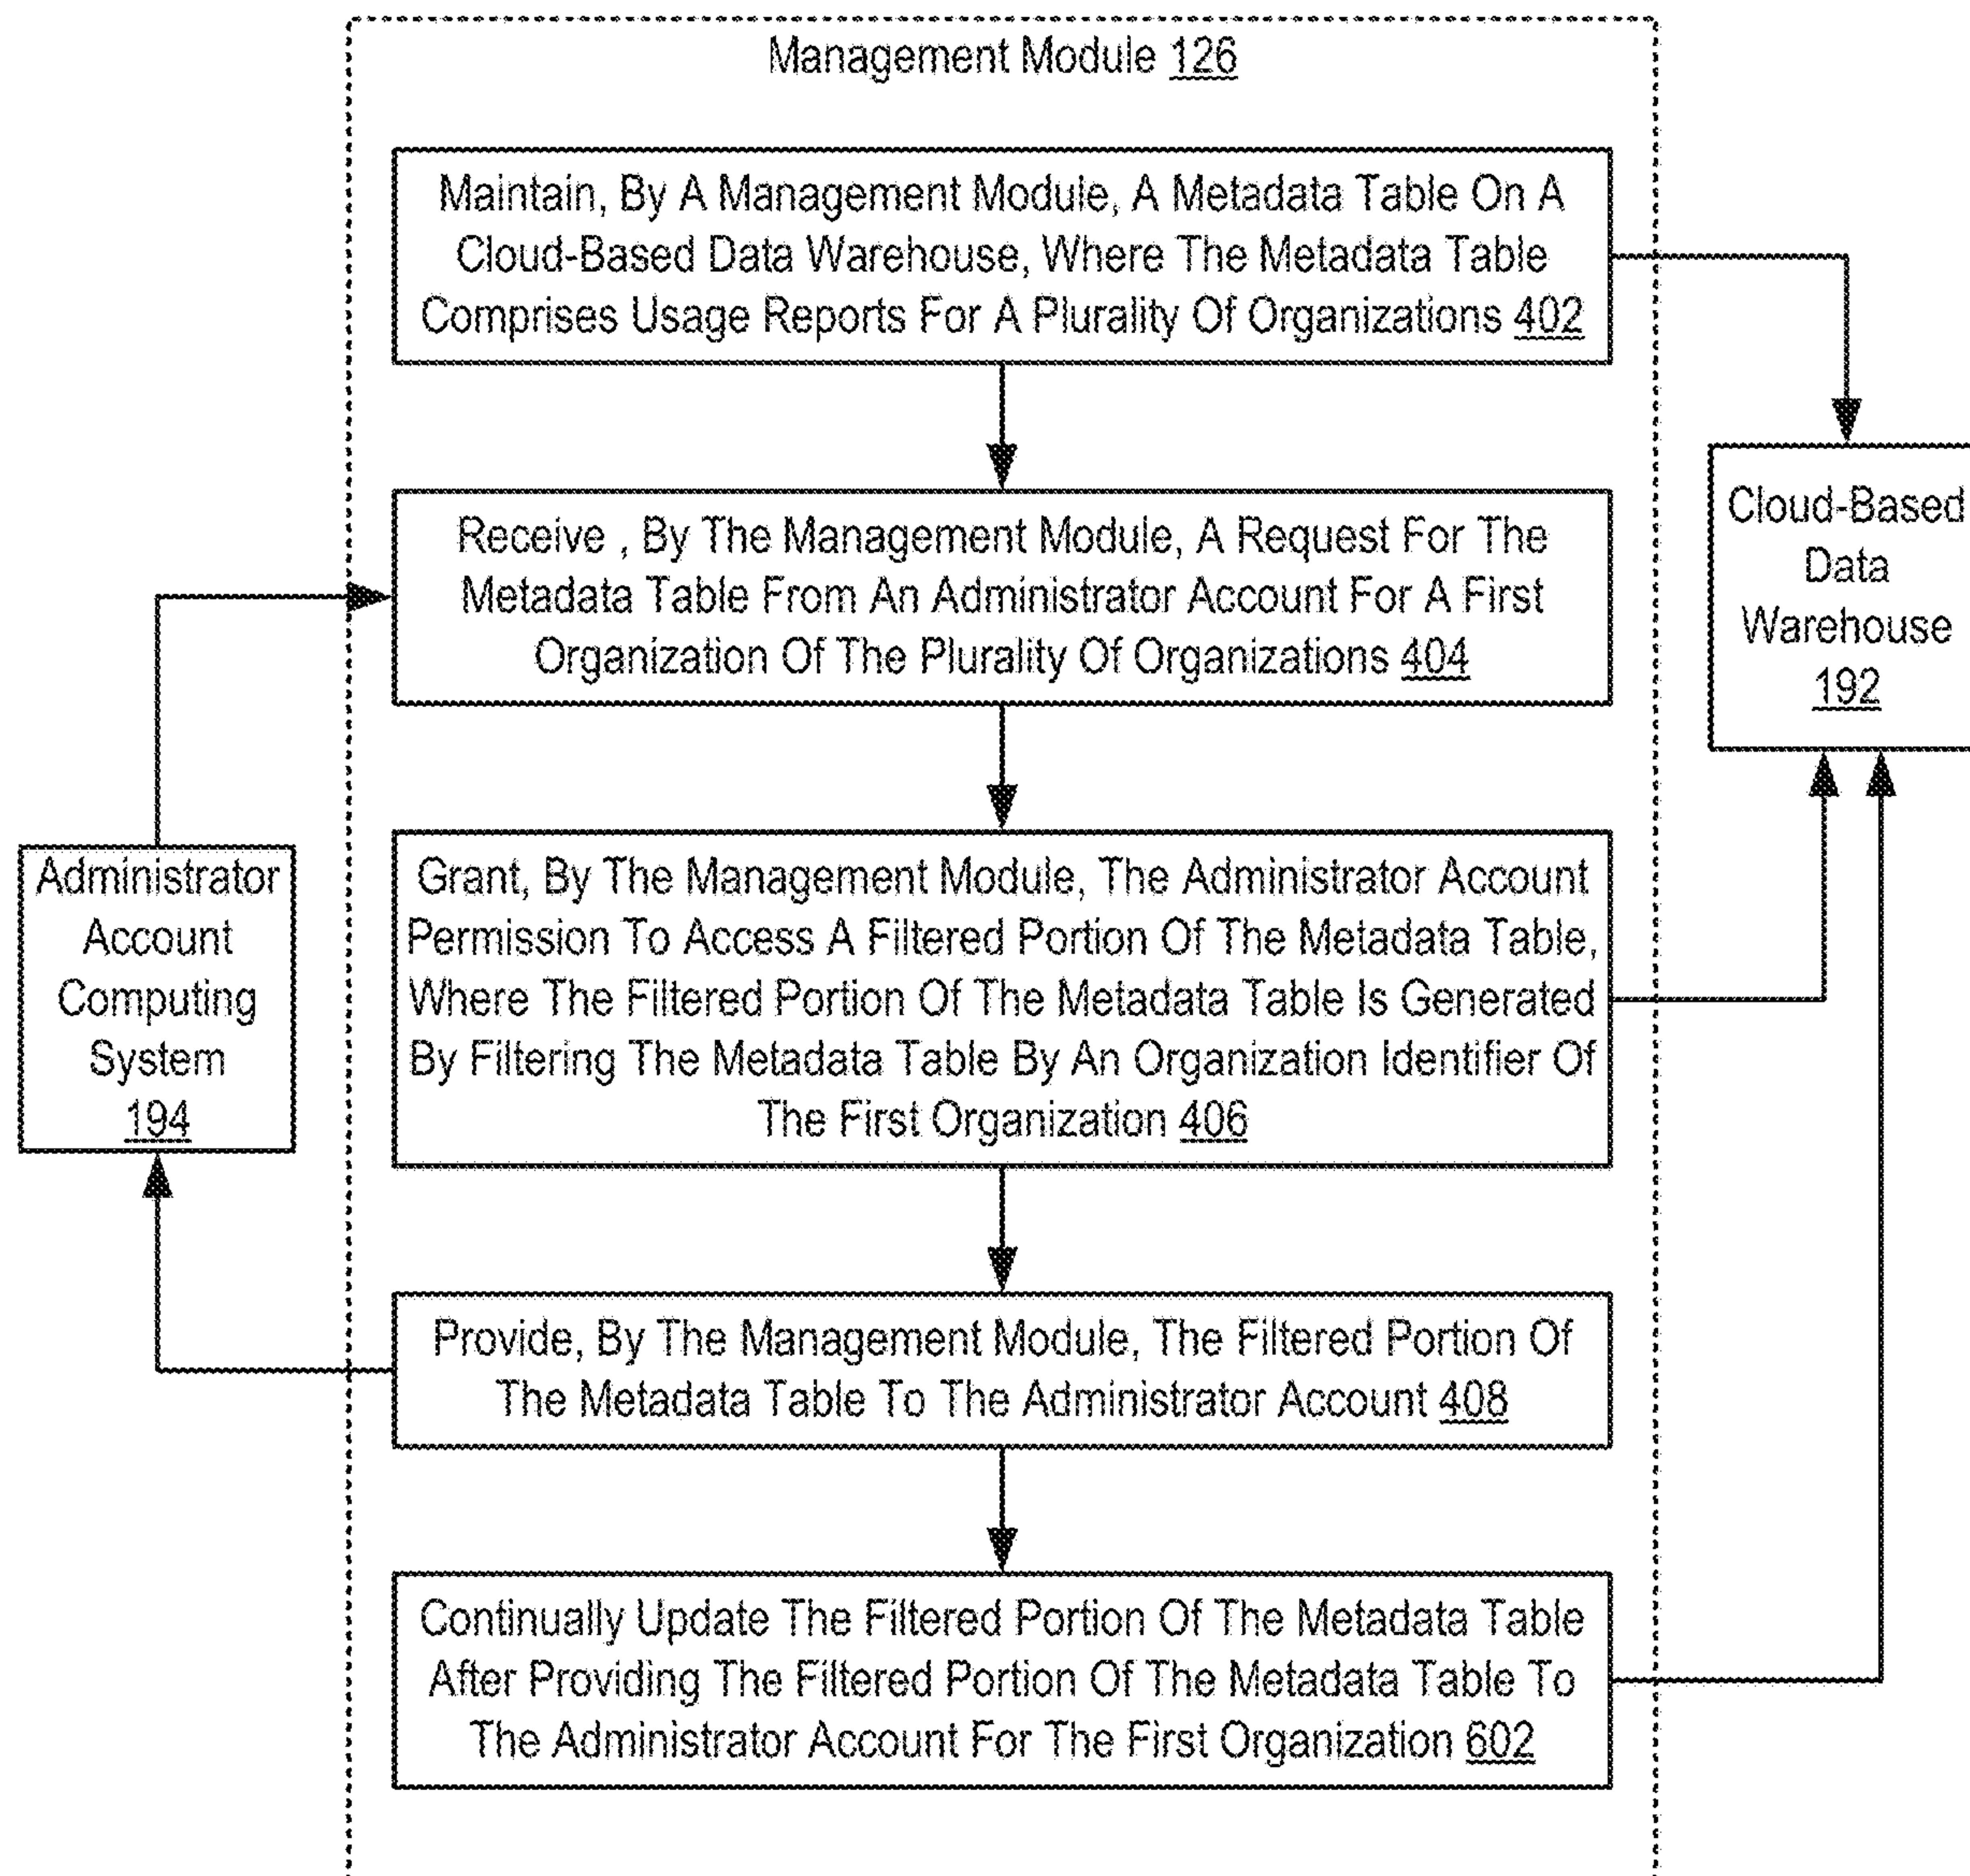 Management Module 126
Maintain, By A Management Module, A Metadata Table On A
Cloud-Based Data Warehouse, Where The Metadata Table
Comprises Usage Reports For A Plurality Of Organizations 402
Receive , By The Management Module, A Request For The
Metadata Table From An Administrator Account For A First
Organization Of The Plurality Of Organizations 404
Cloud-Based
Data
Warehouse
192
Administrator
Account
Computing
System
194
Grant, By The Management Module, The Administrator Account
Permission To Access A Filtered Portion Of The Metadata Table,
Where The Filtered Portion Of The Metadata Table Is Generated
By Filtering The Metadata Table By An Organization Identifier Of
The First Organization 406
Provide, By The Management Module, The Filtered Portion Of
The Metadata Table To The Administrator Account 408
Continually Update The Filtered Portion Of The Metadata Table
After Providing The Filtered Portion Of The Metadata Table To
The Administrator Account For The First Organization 602